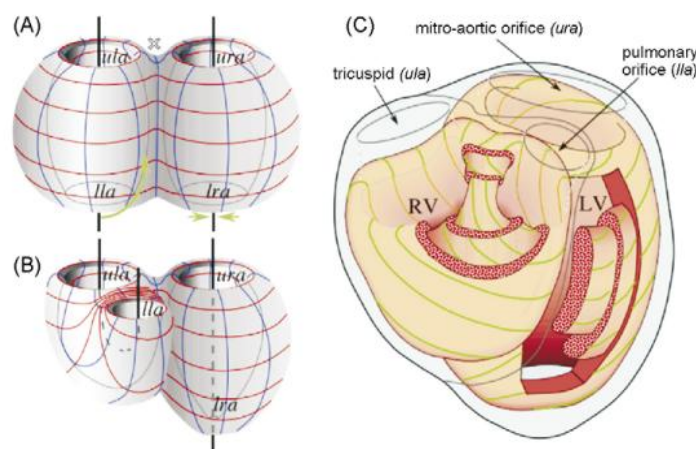 (A)
ula
ura
lla
lra
(B)
ula
ura
lla
lra
(C)
mitro-aortic orifice (ura)
pulmonary
orifice (lla)
tricuspid (ula)
RV
LV